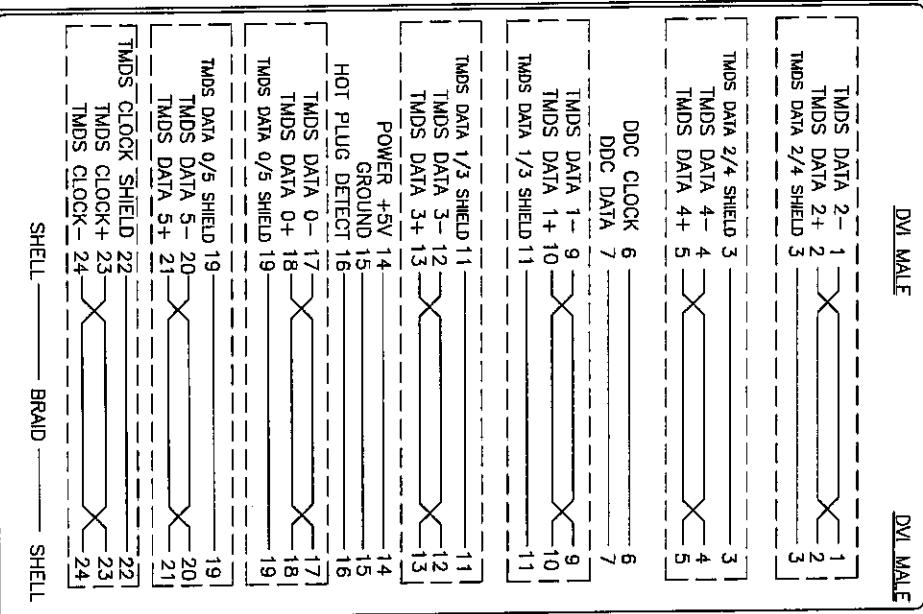 DVI MALE DVI MALE
TMDS DATA 2- 1 1
TMDS DATA 2+ 2 2
TMDS DATA 2/4 SHIELD 3 3
TMDS DATA 2/4 SHIELD 3 3
TMDS DATA 4- 4 4
TMDS DATA 4+ 5 5
DDC CLOCK 6 6
DDC DATA 7 7
TMDS DATA 1- 9 9
TMDS DATA 1+ 10 10
TMDS DATA 1/3 SHIELD 11 11
TMDS DATA 1/3 SHIELD 11 11
TMDS DATA 3- 12 12
TMDS DATA 3+ 13 13
POWER +5V 14 14
GROUND 15 15
HOT PLUG DETECT 16 16
TMDS DATA 0- 17 17
TMDS DATA 0+ 18 18
TMDS DATA 0/5 SHIELD 19 19
TMDS DATA 0/5 SHIELD 19 19
TMDS DATA 5- 20 20
TMDS DATA 5+ 21 21
TMDS CLOCK SHIELD 22 22
TMDS CLOCK+ 23 23
TMDS CLOCK- 24 24
SHELL BRAID SHELL